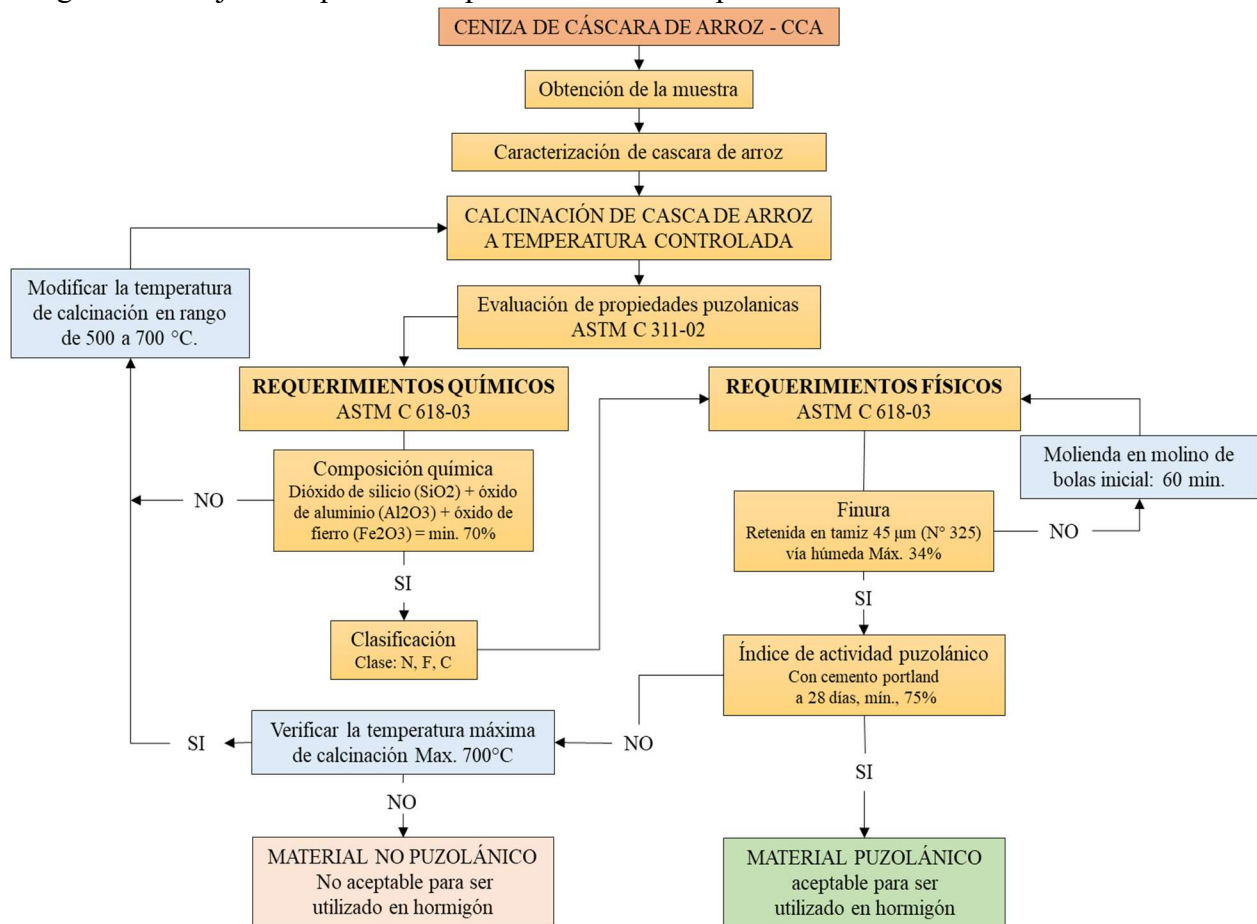 CENIZA DE CÁSCARA DE ARROZ - CCA
Obtención de la muestra
Caracterización de cascara de arroz
CALCINACIÓN DE CASCA DE ARROZ
A TEMPERATURA CONTROLADA
Modificar la temperatura
de calcinación en rango
de 500 a 700 °C.
Evaluación de propiedades puzolanicas
ASTM C 311-02
REQUERIMIENTOS QUÍMICOS
ASTM C 618-03
REQUERIMIENTOS FÍSICOS
ASTM C 618-03
Composición química
Dióxido de silicio (SiO2) + óxido
de aluminio (Al2O3) + óxido de
fierro (Fe2O3) = min. 70%
NO
Molienda en molino de
bolas inicial: 60 min.
Finura
Retenida en tamiz 45 µm (N° 325)
vía húmeda Máx. 34%
NO
SI
SI
Clasificación
Clase: N, F, C
Índice de actividad puzolánico
Con cemento portland
a 28 días, mín., 75%
Verificar la temperatura máxima
de calcinación Max. 700°C
SI
NO
SI
NO
MATERIAL NO PUZOLÁNICO
No aceptable para ser
utilizado en hormigón
MATERIAL PUZOLÁNICO
aceptable para ser
utilizado en hormigón